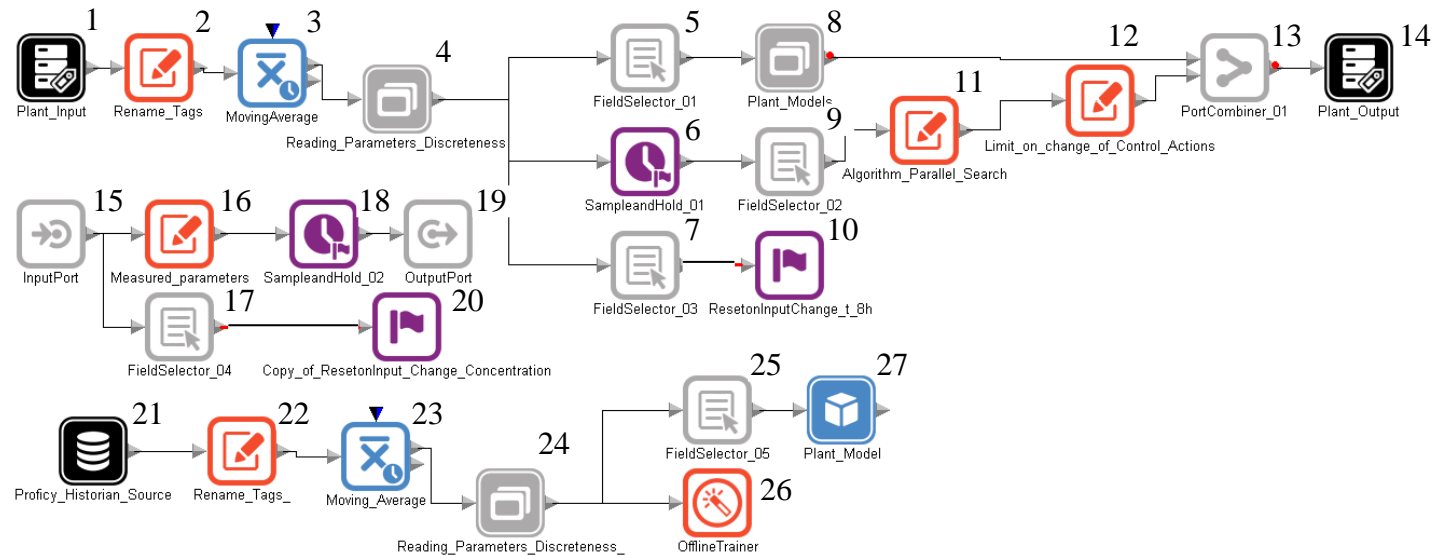 1 2 3 4 5 8 12 13 14
Plant_Input Rename_Tags MovingAverage Reading_Parameters_Discreteness FieldSelector_01 Plant_Models PortCombiner_01 Plant_Output
6 9 11
SampleandHold_01 FieldSelector_02 Algorithm_Parallel_Search Limit_on_change_of_Control_Actions
15 16 18 19 7 10
InputPort Measured_parameters SampleandHold_02 OutputPort FieldSelector_03 ResetonInputChange_t_8h
17 20
FieldSelector_04 Copy_of_ResetonInput_Change_Concentration
21 22 23 24 25 27
Proficy_Historian_Source Rename_Tags_ Moving_Average Reading_Parameters_Discreteness_ FieldSelector_05 Plant_Model
26
OfflineTrainer